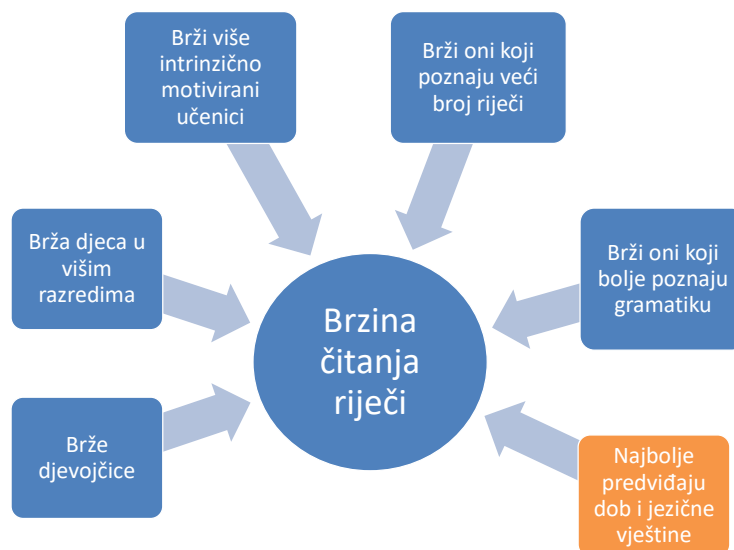 Brži više
intrinzično
motivirani
učenici
Brži oni koji
poznaju veći
broj riječi
Brža djeca u
višim
razredima
Brži oni koji
bolje poznaju
gramatiku
Brzina
čitanja
riječi
Brže
djevojčice
Najbolje
predviđaju
dob i jezične
vještine